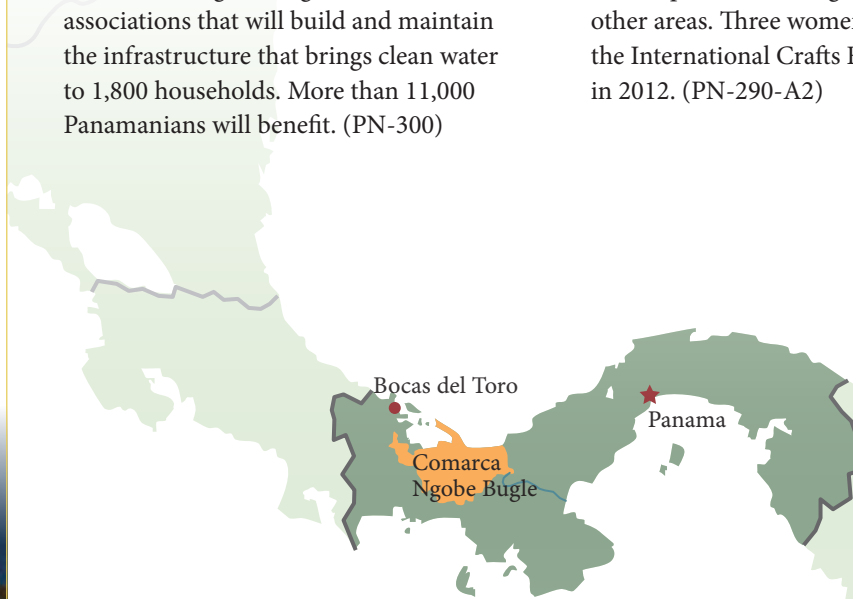 associations that will build and maintain
the infrastructure that brings clean water
to 1,800 households. More than 11,000
Panamanians will benefit. (PN-300)
other areas. Three women
the International Crafts
in 2012. (PN-290-A2)
Bocas del Toro
Panama
Comarca
Ngobe Bugle